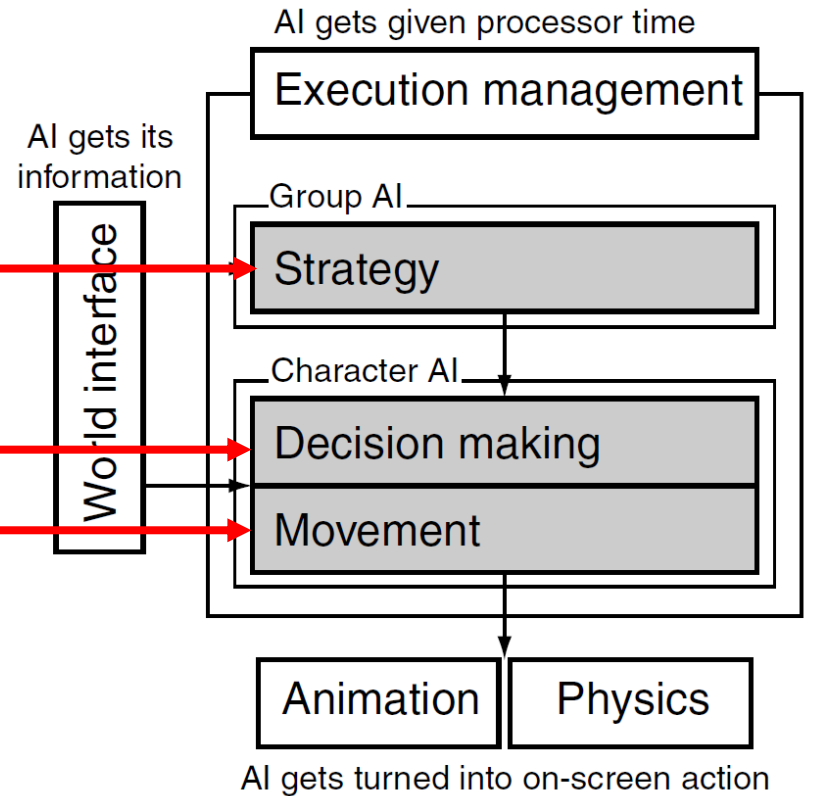 AI gets given processor time
Execution management
AI gets its
information
World interface
Group AI
Strategy
Character AI
Decision making
Movement
Animation
Physics
AI gets turned into on-screen action